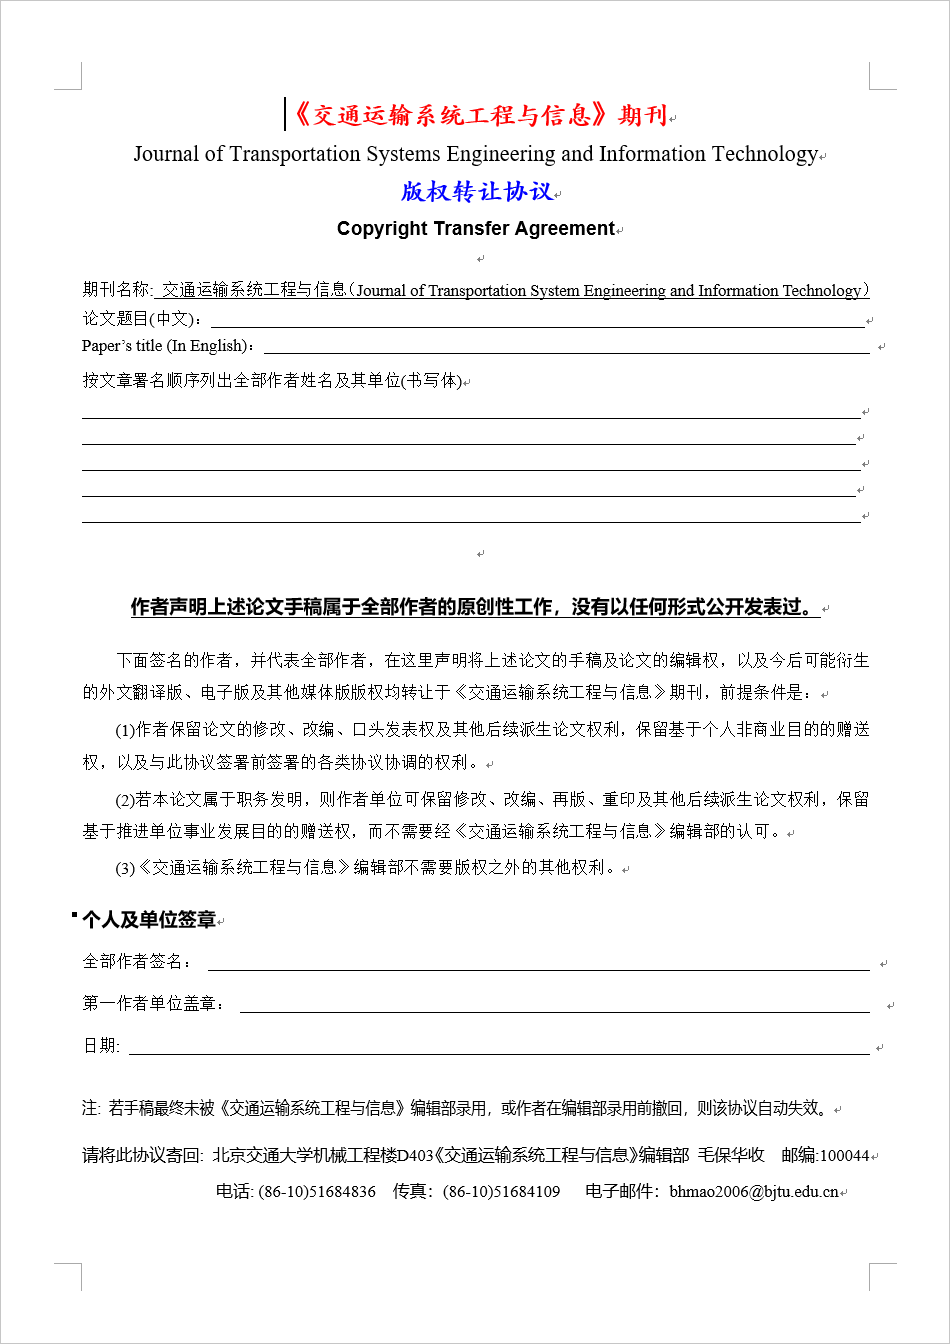 《交通运输系统工程与信息》期刊
Journal of Transportation Systems Engineering and Information Technology
版权转让协议
Copyright Transfer Agreement
期刊名称: 交通运输系统工程与信息（Journal of Transportation System Engineering and Information Technology）
论文题目(中文)：
Paper’s title (In English)：
按文章署名顺序列出全部作者姓名及其单位(书写体)
作者声明上述论文手稿属于全部作者的原创性工作，没有以任何形式公开发表过。
下面签名的作者，并代表全部作者，在这里声明将上述论文的手稿及论文的编辑权，以及今后可能衍生
的外文翻译版、电子版及其他媒体版版权均转让于《交通运输系统工程与信息》期刊，前提条件是：
(1)作者保留论文的修改、改编、口头发表权及其他后续派生论文权利，保留基于个人非商业目的的赠送
权，以及与此协议签署前签署的各类协议协调的权利。
(2)若本论文属于职务发明，则作者单位可保留修改、改编、再版、重印及其他后续派生论文权利，保留
基于推进单位事业发展目的的赠送权，而不需要经《交通运输系统工程与信息》编辑部的认可。
(3)《交通运输系统工程与信息》编辑部不需要版权之外的其他权利。
个人及单位签章
全部作者签名：
第一作者单位盖章：
日期:
注: 若手稿最终未被《交通运输系统工程与信息》编辑部录用，或作者在编辑部录用前撤回，则该协议自动失效。
请将此协议寄回: 北京交通大学机械工程楼D403《交通运输系统工程与信息》编辑部 毛保华收 邮编:100044
电话: (86-10)51684836 传真：(86-10)51684109 电子邮件：bhmao2006@bjtu.edu.cn